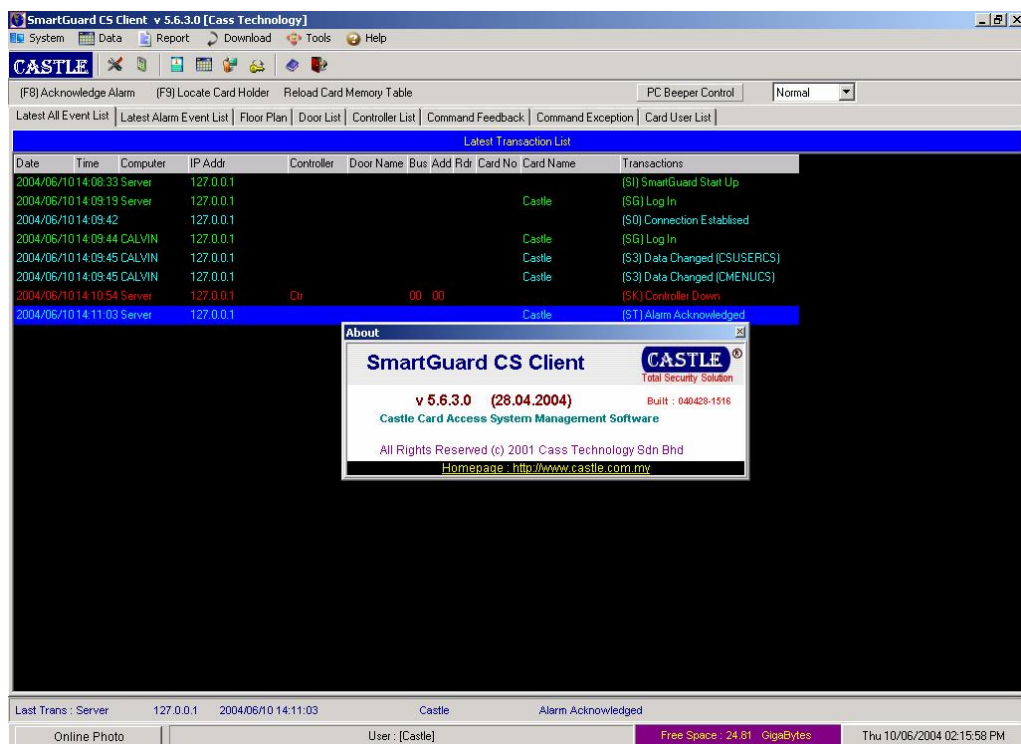 SmartGuard CS Client v 5.6.3.0 [Cass Technology]
System Data Report Download Tools Help
CASTLE
(F8) Acknowledge Alarm (F9) Locate Card Holder Reload Card Memory Table PC Beeper Control Normal
Latest All Event List Latest Alarm Event List Floor Plan Door List Controller List Command Feedback Command Exception Card User List
Latest Transaction List
Date Time Computer IP Addr Controller Door Name Bus Add Rdr Card No Card Name Transactions
2004/06/10 14:08:33 Server 127.0.0.1 (SI) SmartGuard Start Up
2004/06/10 14:09:19 Server 127.0.0.1 Castle (SG) Log In
2004/06/10 14:09:42 127.0.0.1 (S0) Connection Establised
2004/06/10 14:09:44 CALVIN 127.0.0.1 Castle (SG) Log In
2004/06/10 14:09:45 CALVIN 127.0.0.1 Castle (S3) Data Changed (CSUSERCS)
2004/06/10 14:09:45 CALVIN 127.0.0.1 Castle (S3) Data Changed (CMENUCS)
2004/06/10 14:10:54 Server 127.0.0.1 Ctr 00 00 (SK) Controller Down
2004/06/10 14:11:03 Server 127.0.0.1 Castle (ST) Alarm Acknowledged
About
SmartGuard CS Client
CASTLE ®
Total Security Solution
v 5.6.3.0 (28.04.2004)
Built : 040428-1516
Castle Card Access System Management Software
All Rights Reserved (c) 2001 Cass Technology Sdn Bhd
Homepage : http://www.castle.com.my
Last Trans : Server 127.0.0.1 2004/06/10 14:11:03 Castle Alarm Acknowledged
Online Photo User : [Castle] Free Space : 24.81 GigaBytes Thu 10/06/2004 02:15:58 PM